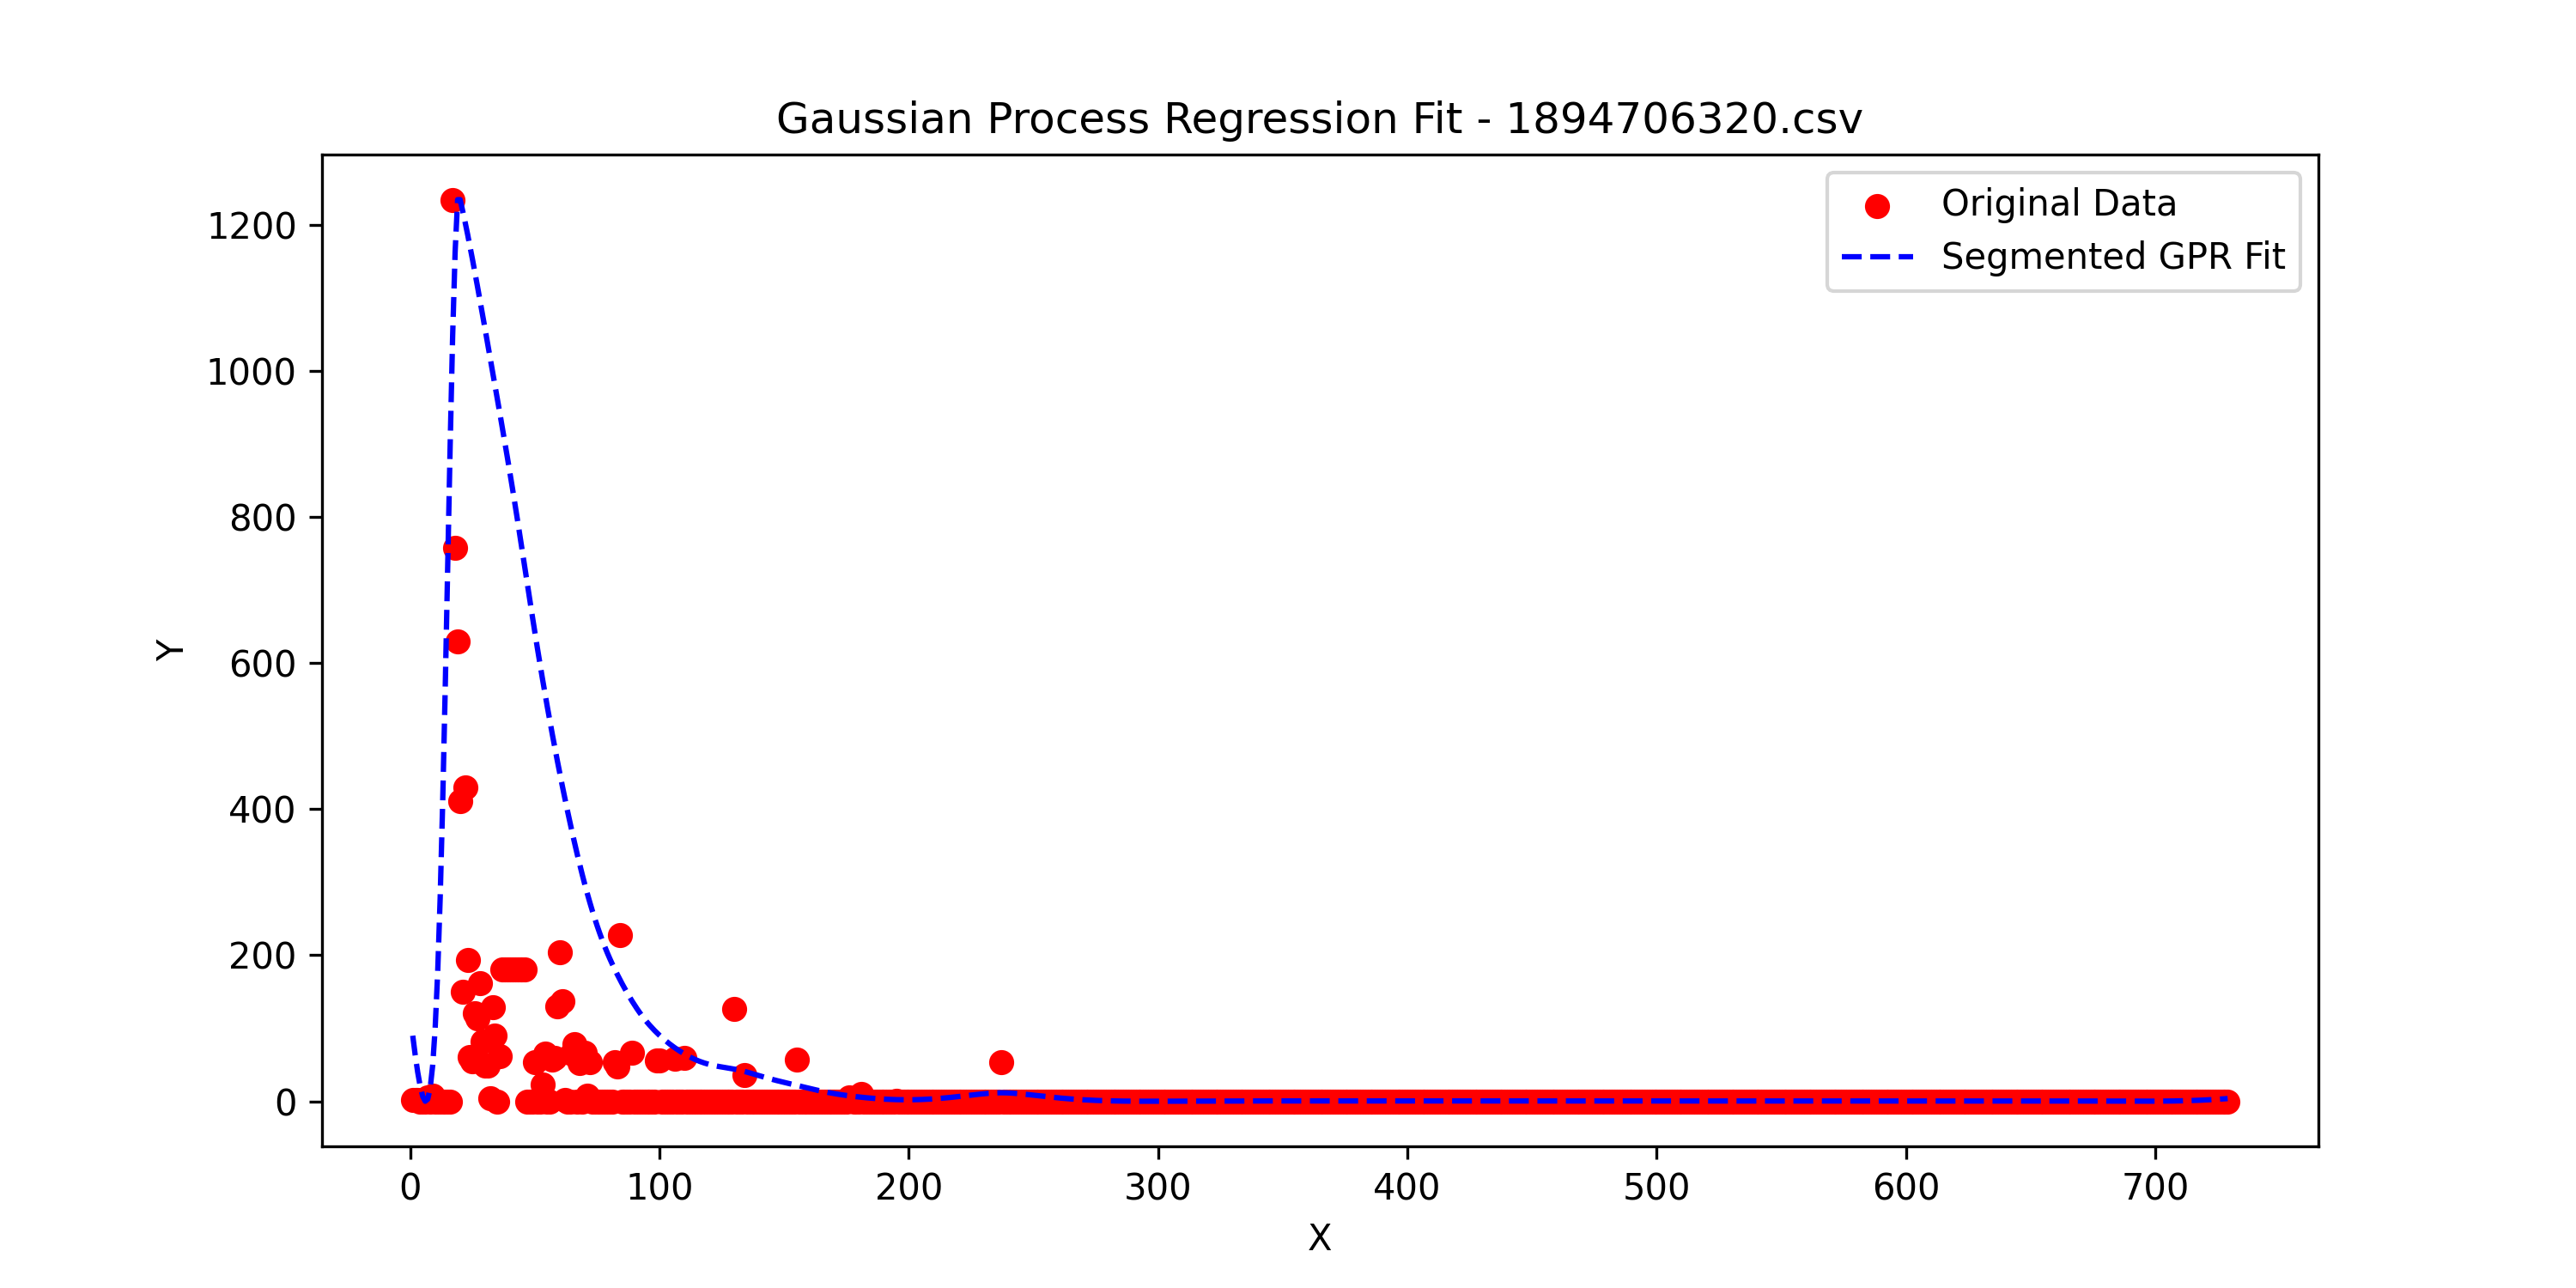 Gaussian Process Regression Fit - 1894706320.csv
Original Data
Segmented GPR Fit
1200
1000
800
600
400
200
0
Y
0 100 200 300 400 500 600 700
X